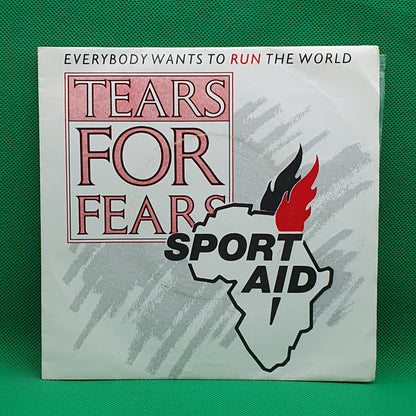 EVERYBODY WANTS TO RUN THE WORLD
TEARS
FOR
FEARS
SPORT
AID